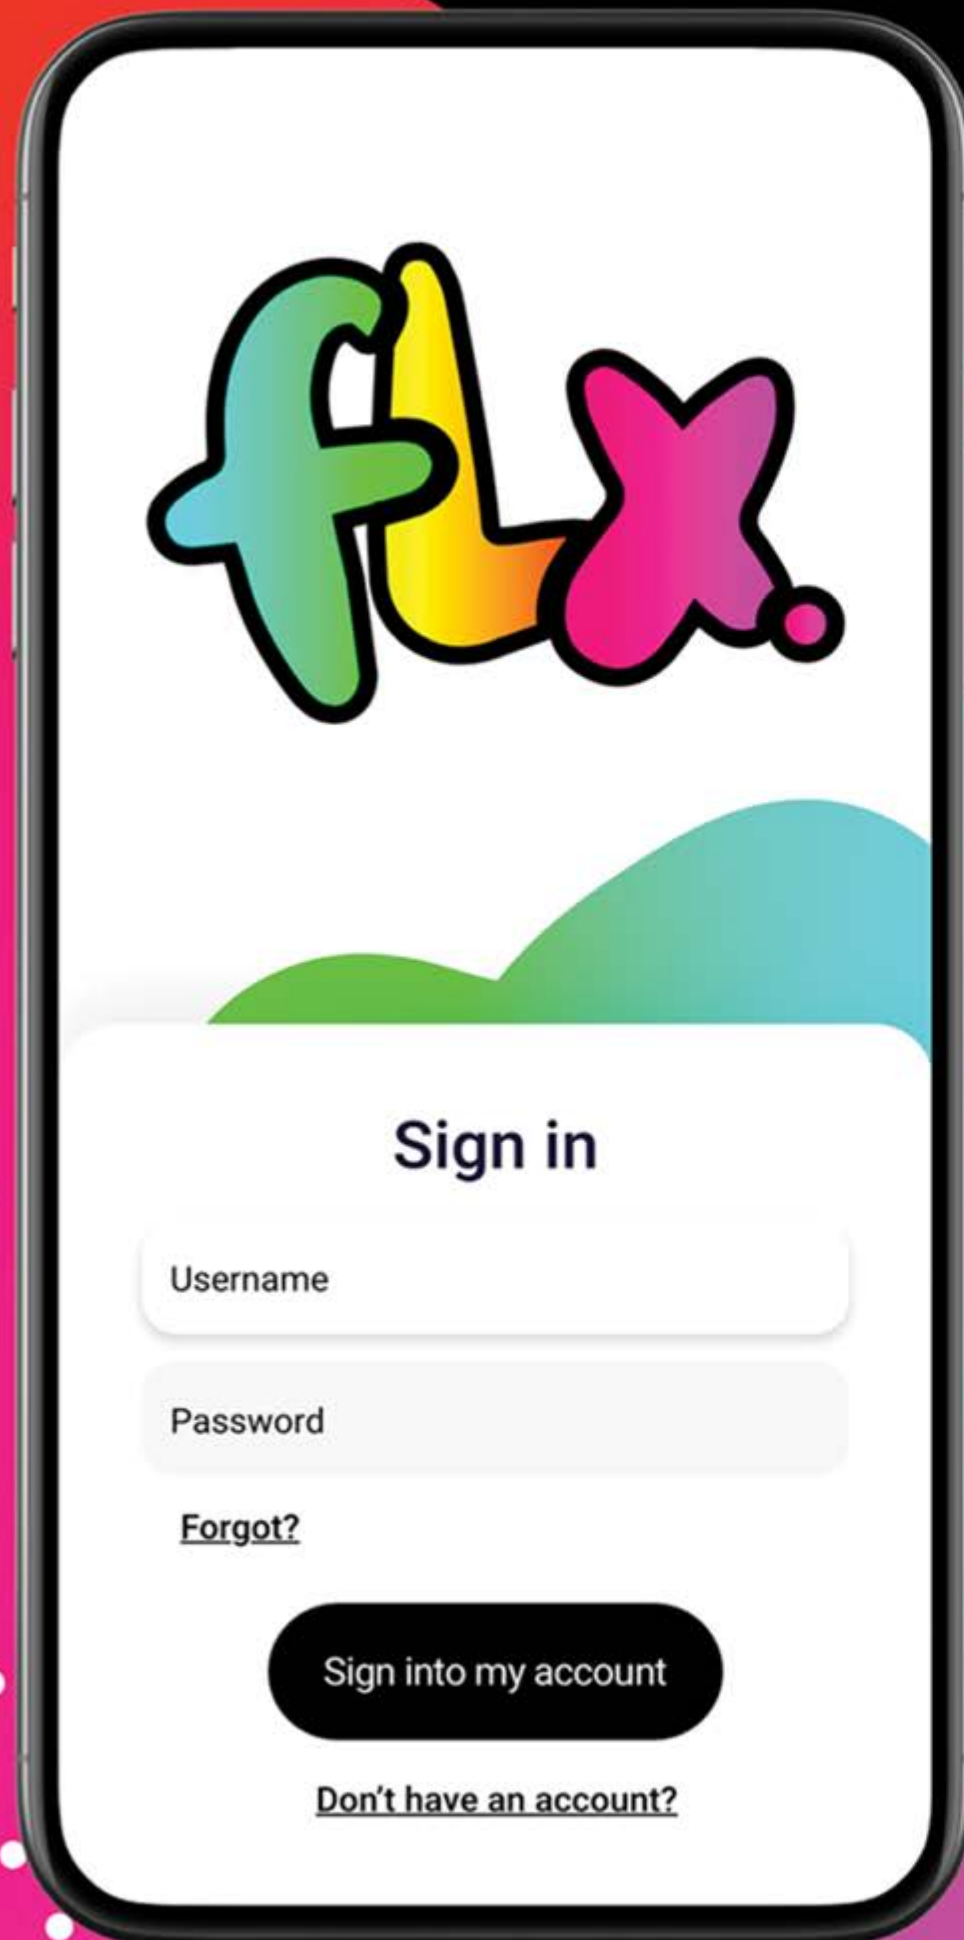 fLx.
Sign in
Username
Password
Forgot?
Sign into my account
Don't have an account?